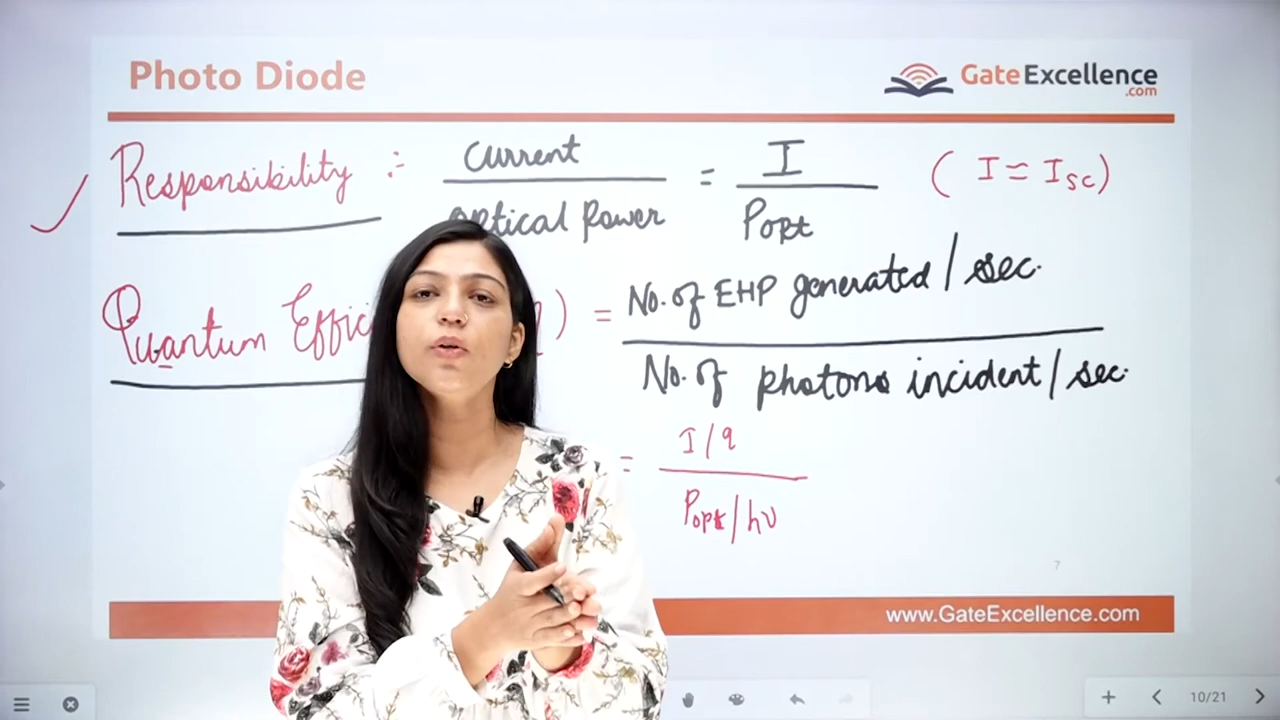 Photo Diode
GateExcellence
.com
Responsibility :- Current / Optical Power = I / Popt ( I ≈ Isc)
Quantum Effic ) = No. of EHP generated / sec.
No. of photons incident / sec.
= I/q
Popt/hν
7
www.GateExcellence.com
10/21